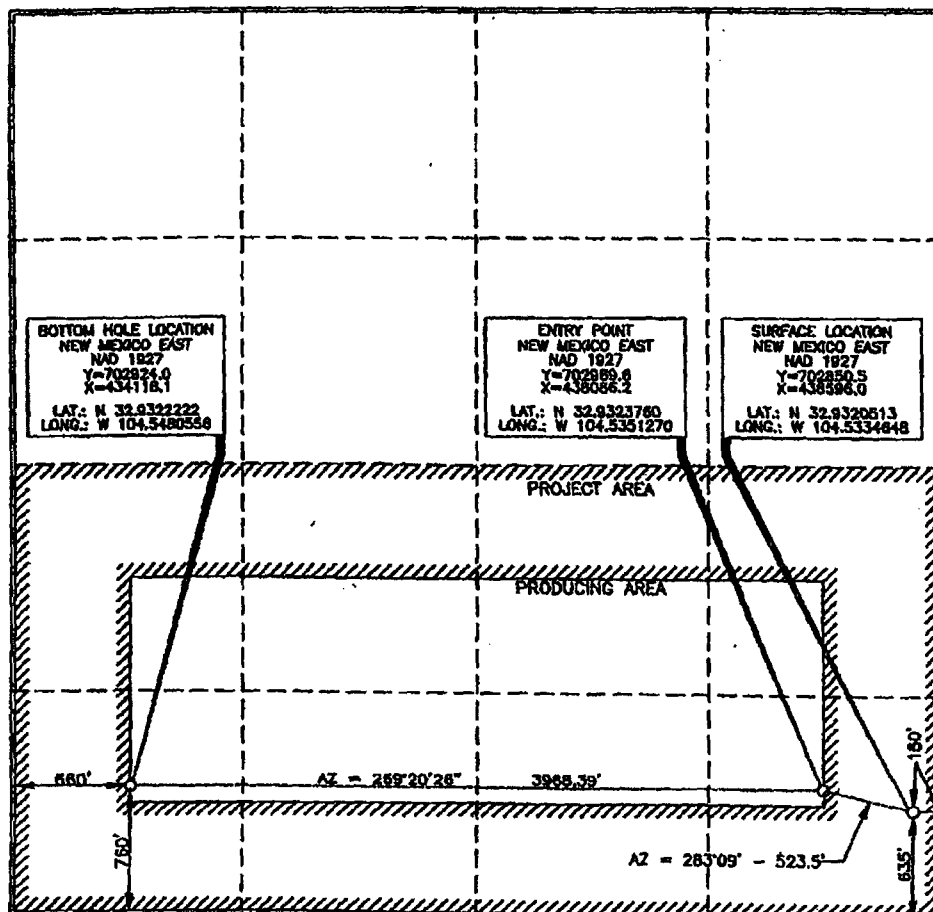 BOTTOM HOLE LOCATION
NEW MEXICO EAST
NAD 1927
Y=702924.0
X=434118.1
LAT.: N 32.9322222
LONG.: W 104.5480556
ENTRY POINT
NEW MEXICO EAST
NAD 1927
Y=702969.6
X=438086.2
LAT.: N 32.9323760
LONG.: W 104.5351270
SURFACE LOCATION
NEW MEXICO EAST
NAD 1927
Y=702850.5
X=438596.0
LAT.: N 32.9320513
LONG.: W 104.5334648
PROJECT AREA
PRODUCING AREA
660'
AZ = 269°20'26"
3968.39'
150'
760'
AZ = 283°09' - 523.5'
635'